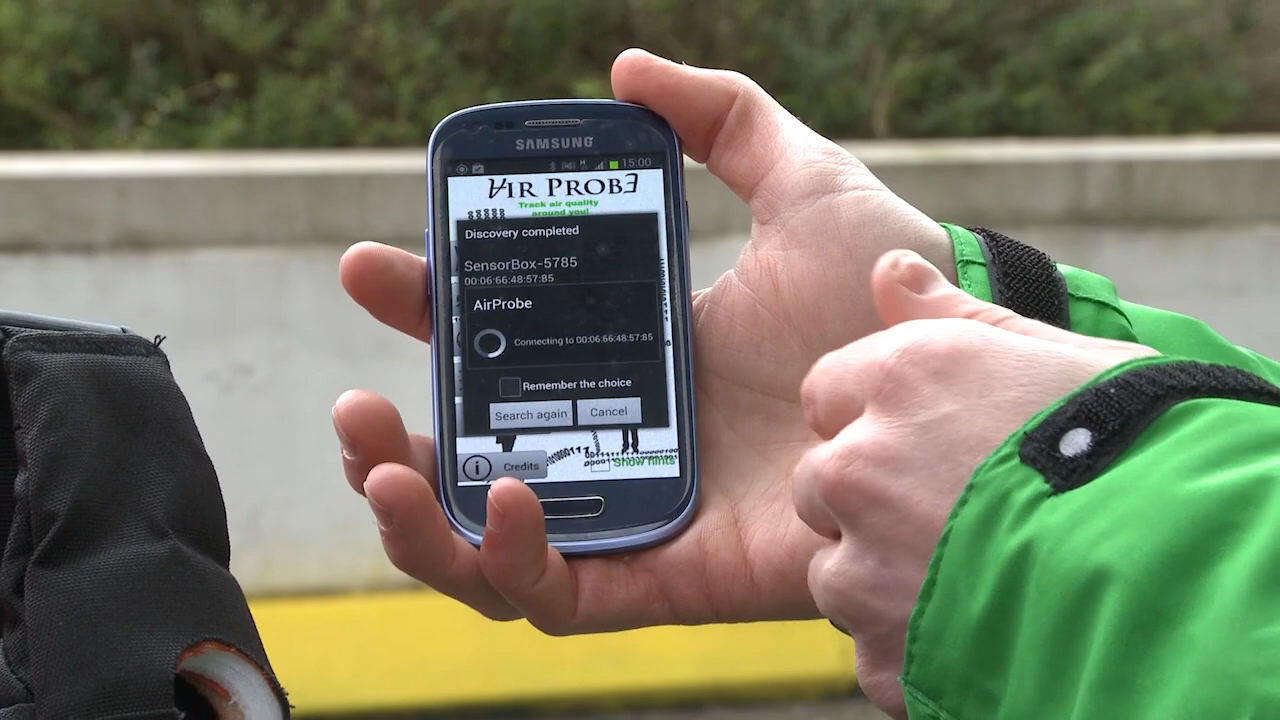 SAMSUNG
H 15:00
AIR PROBE
Track air quality
around you!
Discovery completed
SensorBox-5785
00:06:66:48:57:85
AirProbe
Connecting to 00:06:66:48:57:85
Remember the choice
Search again Cancel
i Credits Show hints